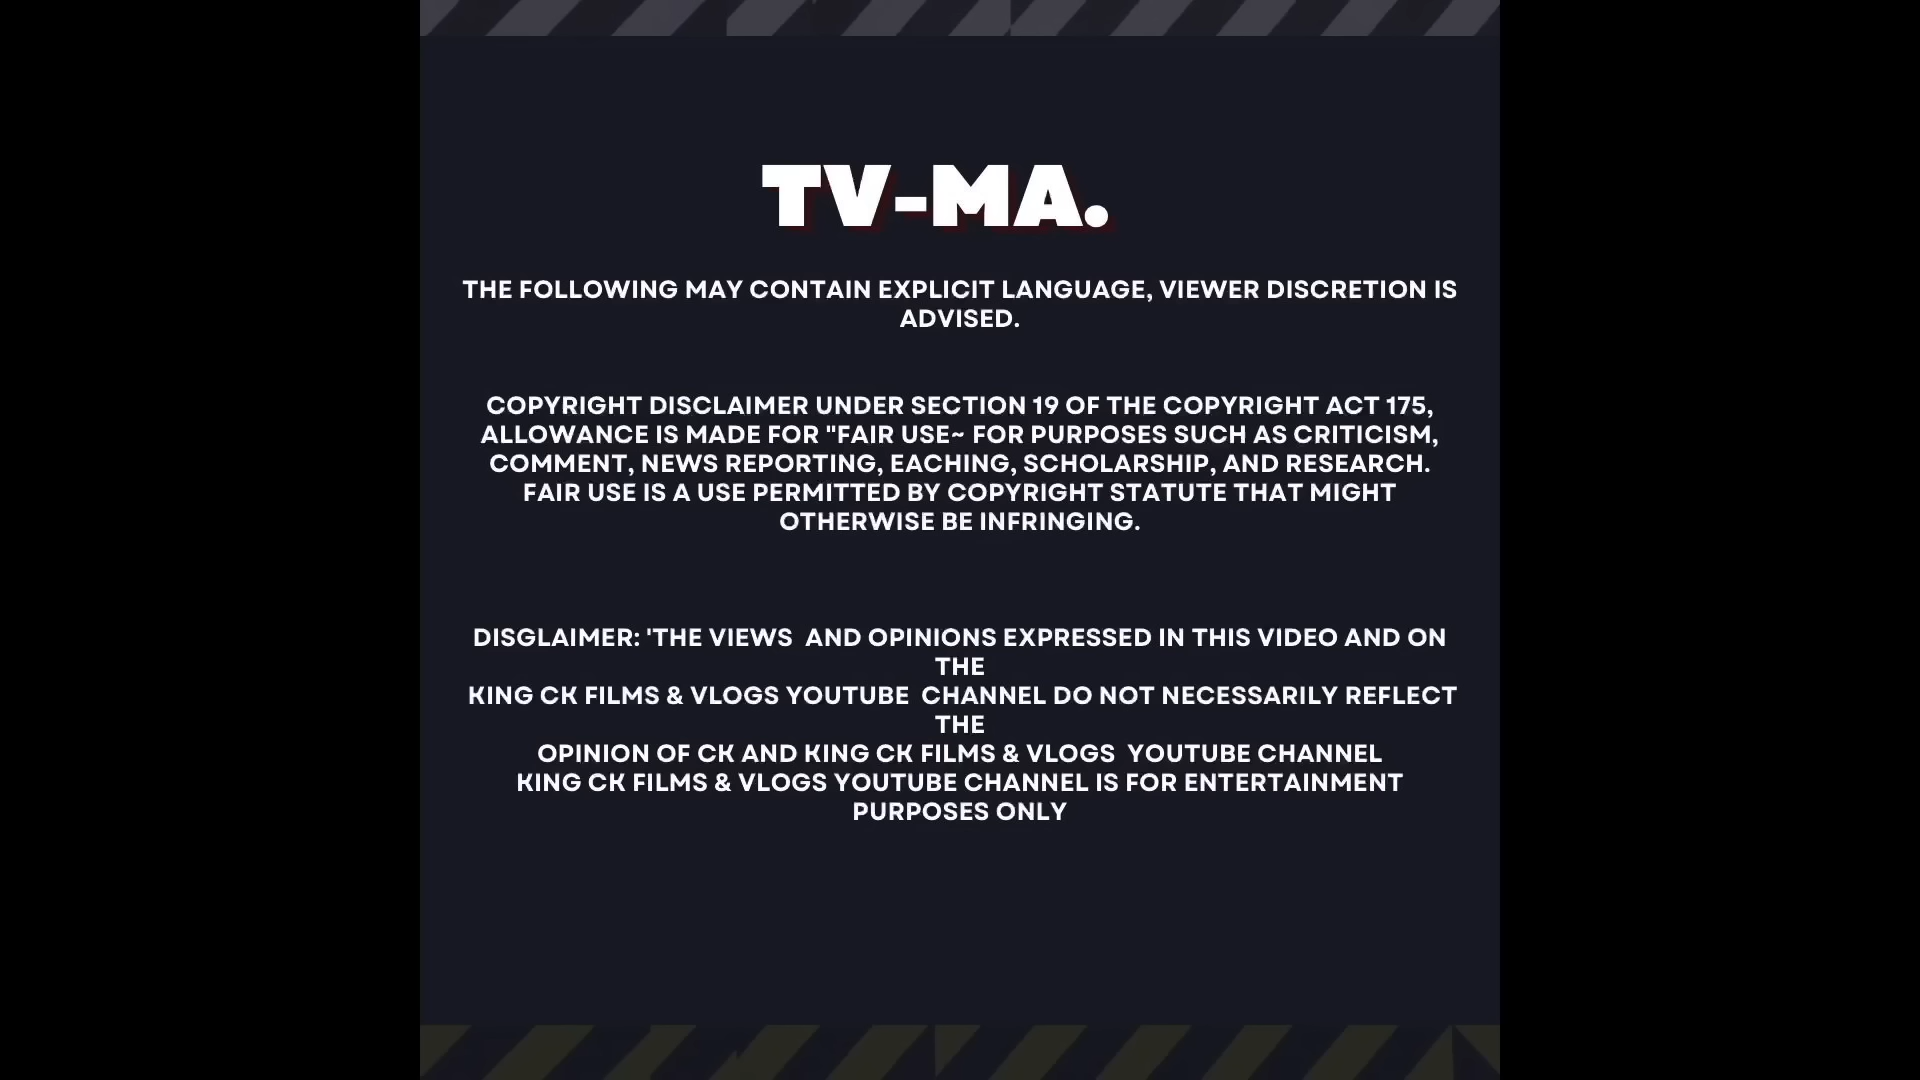 TV-MA.
THE FOLLOWING MAY CONTAIN EXPLICIT LANGUAGE, VIEWER DISCRETION IS
ADVISED.
COPYRIGHT DISCLAIMER UNDER SECTION 19 OF THE COPYRIGHT ACT 175,
ALLOWANCE IS MADE FOR "FAIR USE~ FOR PURPOSES SUCH AS CRITICISM,
COMMENT, NEWS REPORTING, EACHING, SCHOLARSHIP, AND RESEARCH.
FAIR USE IS A USE PERMITTED BY COPYRIGHT STATUTE THAT MIGHT
OTHERWISE BE INFRINGING.
DISGLAIMER: 'THE VIEWS  AND OPINIONS EXPRESSED IN THIS VIDEO AND ON
THE
KING CK FILMS & VLOGS YOUTUBE  CHANNEL DO NOT NECESSARILY REFLECT
THE
OPINION OF CK AND KING CK FILMS & VLOGS  YOUTUBE CHANNEL
KING CK FILMS & VLOGS YOUTUBE CHANNEL IS FOR ENTERTAINMENT
PURPOSES ONLY